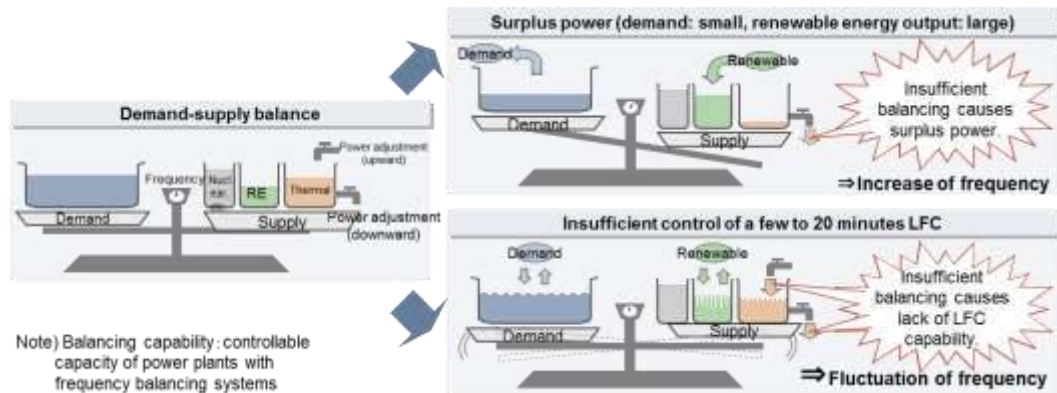 Demand-supply balance
Power adjustment
(upward)
Frequency
Nucl
ear
RE
Thermal
Demand
Supply
Power adjustment
(downward)
Note) Balancing capability: controllable
capacity of power plants with
frequency balancing systems
Surplus power (demand: small, renewable energy output: large)
Demand
Renewable
Demand
Supply
Insufficient
balancing causes
surplus power.
⇒Increase of frequency
Insufficient control of a few to 20 minutes LFC
Demand
Renewable
Demand
Supply
Insufficient
balancing causes
lack of LFC
capability.
⇒ Fluctuation of frequency